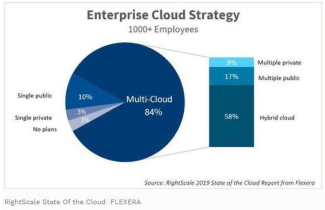 Enterprise Cloud Strategy
1000+ Employees
Single public
10%
Single private
3%
No plans
3%
Multi-Cloud
84%
9%
Multiple private
17%
Multiple public
58%
Hybrid cloud
Source: RightScale 2019 State of the Cloud Report from Flexera
RightScale State Of the Cloud FLEXERA